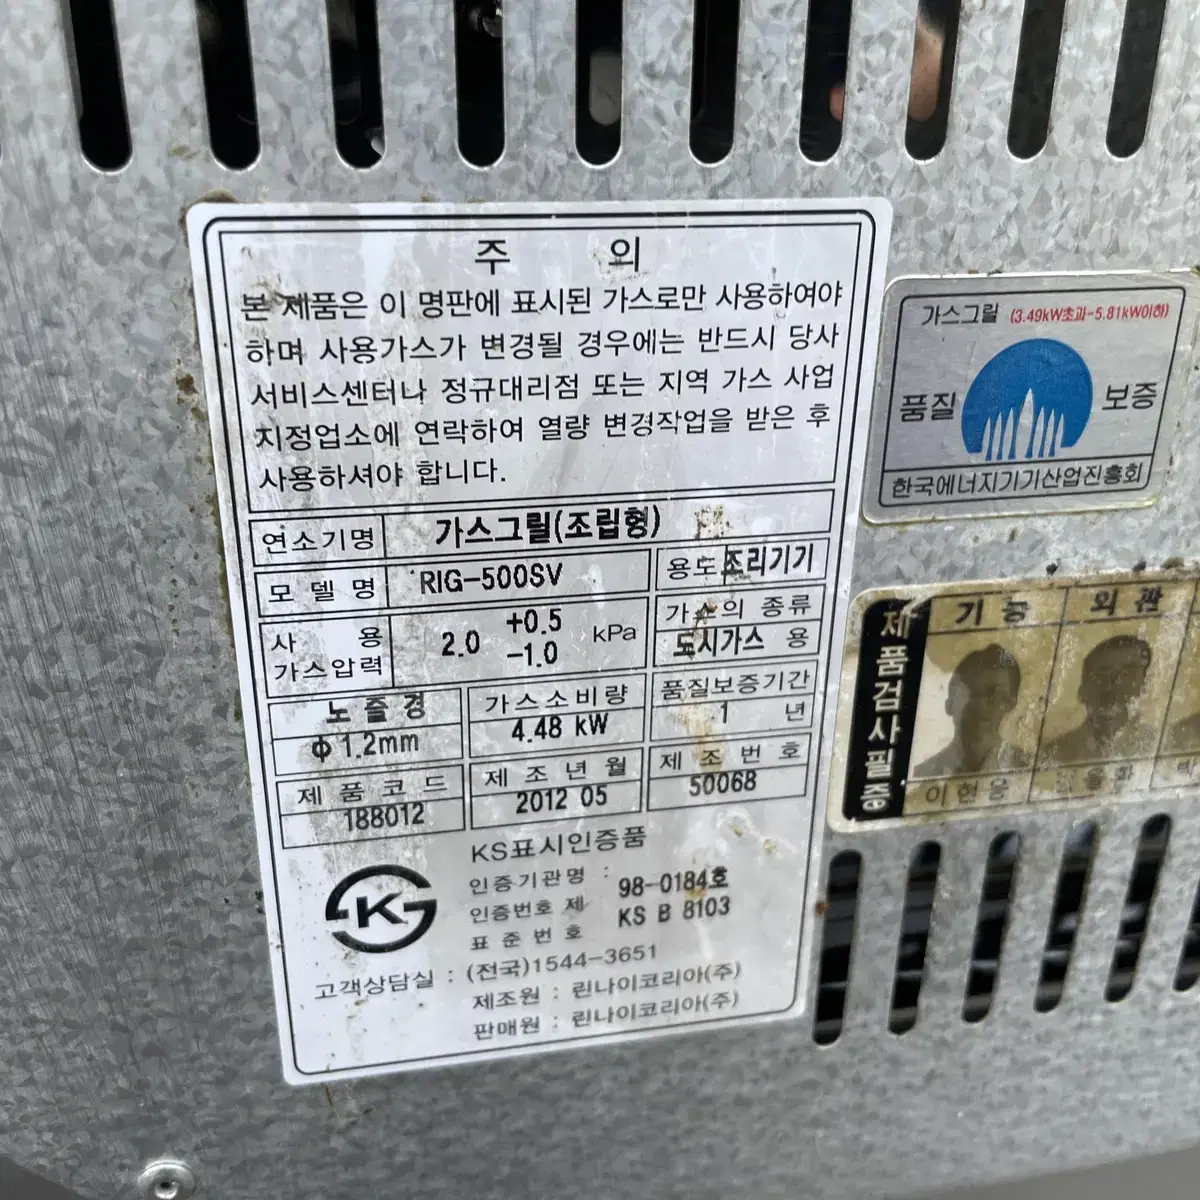 주 의
본 제품은 이 명판에 표시된 가스로만 사용하여야
하며 사용가스가 변경될 경우에는 반드시 당사
서비스센터나 정규대리점 또는 지역 가스 사업
지정업소에 연락하여 열량 변경작업을 받은 후
사용하셔야 합니다.
연소기명 가스그릴(조립형)
모델명 RIG-500SV 용도 조리기기
사용 가스압력 2.0 +0.5 -1.0 kPa
가스의 종류
도시가스 용
노즐경 가스소비량 품질보증기간
Φ 1.2mm 4.48 kW 1 년
제품코드 제조년월 제조번호
188012 2012 05 50068
KS표시인증품
인증기관명 :
인증번호 제 98-0184호
표준번호 KS B 8103
고객상담실 : (전국)1544-3651
제조원 : 린나이코리아(주)
판매원 : 린나이코리아(주)
가스그릴 (3.49kW초과-5.81kW이하)
품질 보증
한국에너지기기산업진흥회
제품검사필증
기능 외관
이현웅